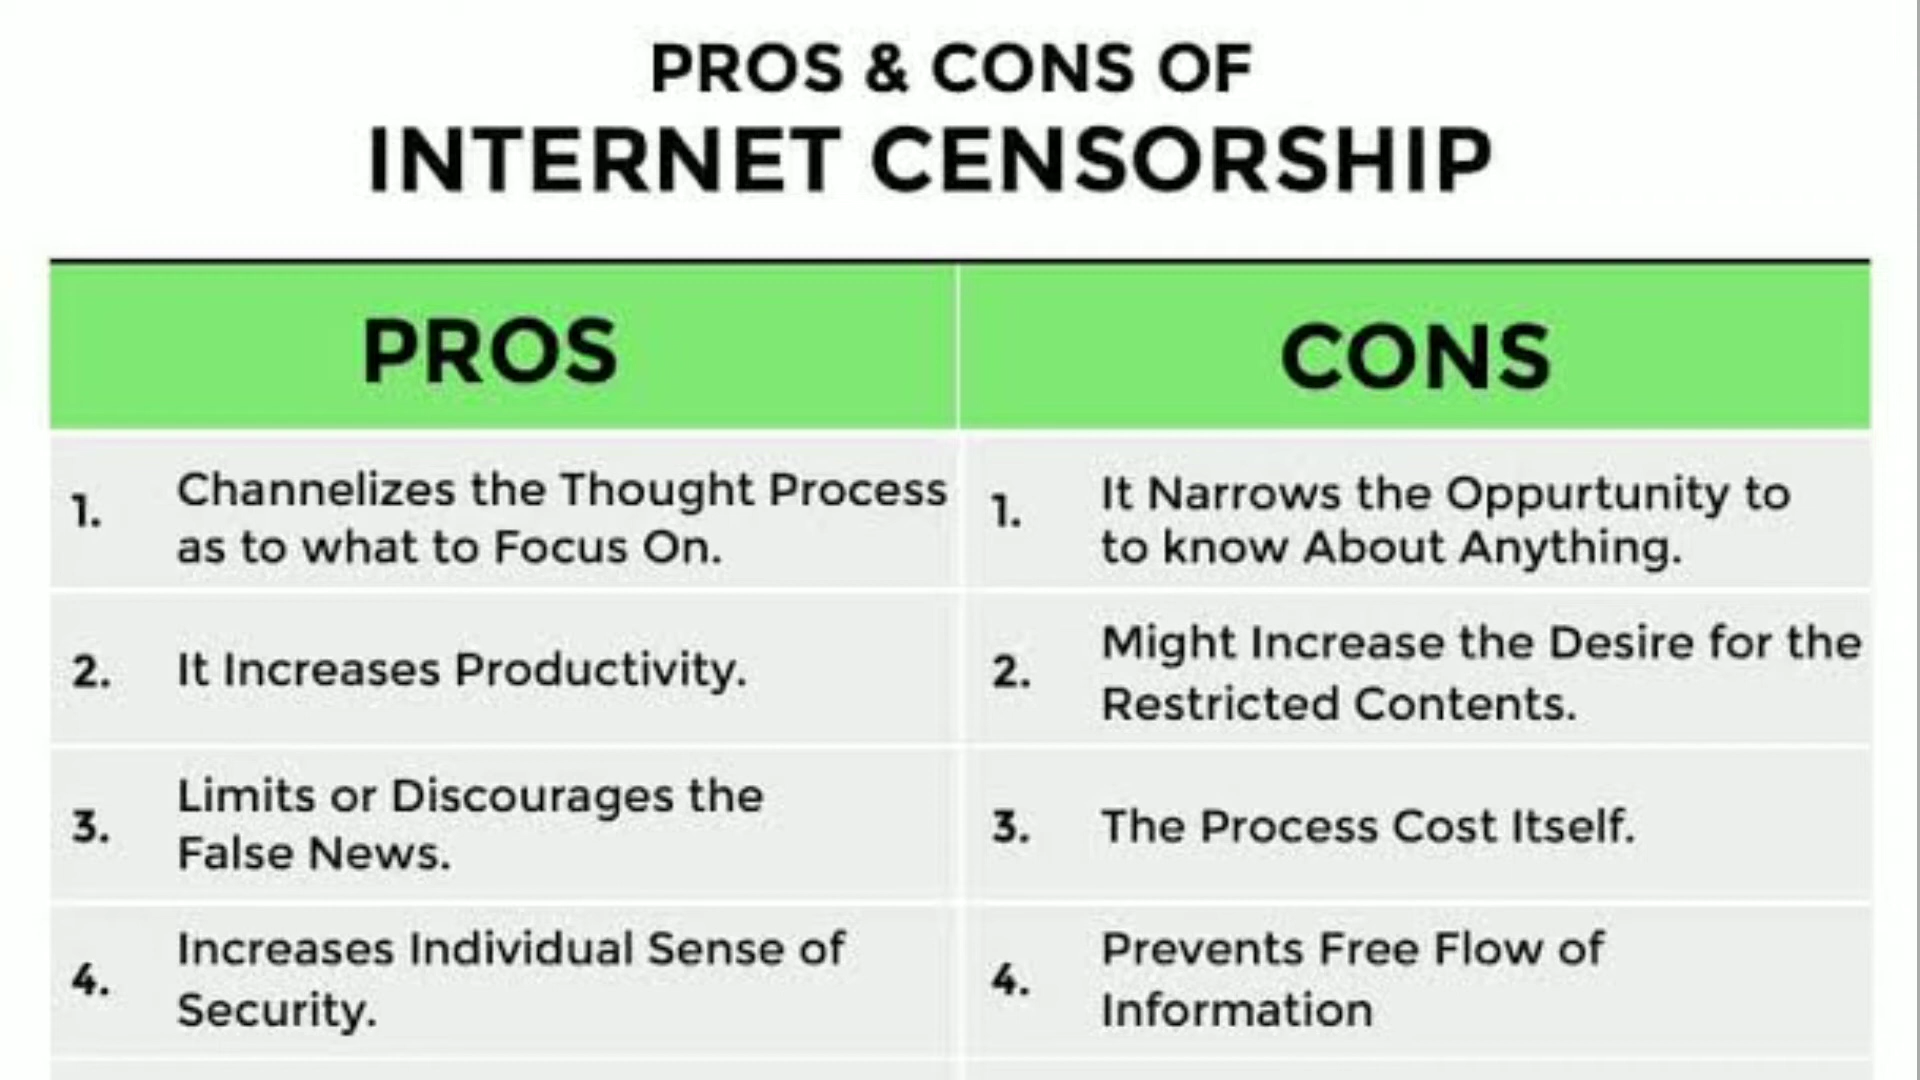 PROS & CONS OF
INTERNET CENSORSHIP
PROS
CONS
1.
Channelizes the Thought Process
as to what to Focus On.
1.
It Narrows the Oppurtunity to
to know About Anything.
2.
It Increases Productivity.
2.
Might Increase the Desire for the
Restricted Contents.
3.
Limits or Discourages the
False News.
3.
The Process Cost Itself.
4.
Increases Individual Sense of
Security.
4.
Prevents Free Flow of
Information